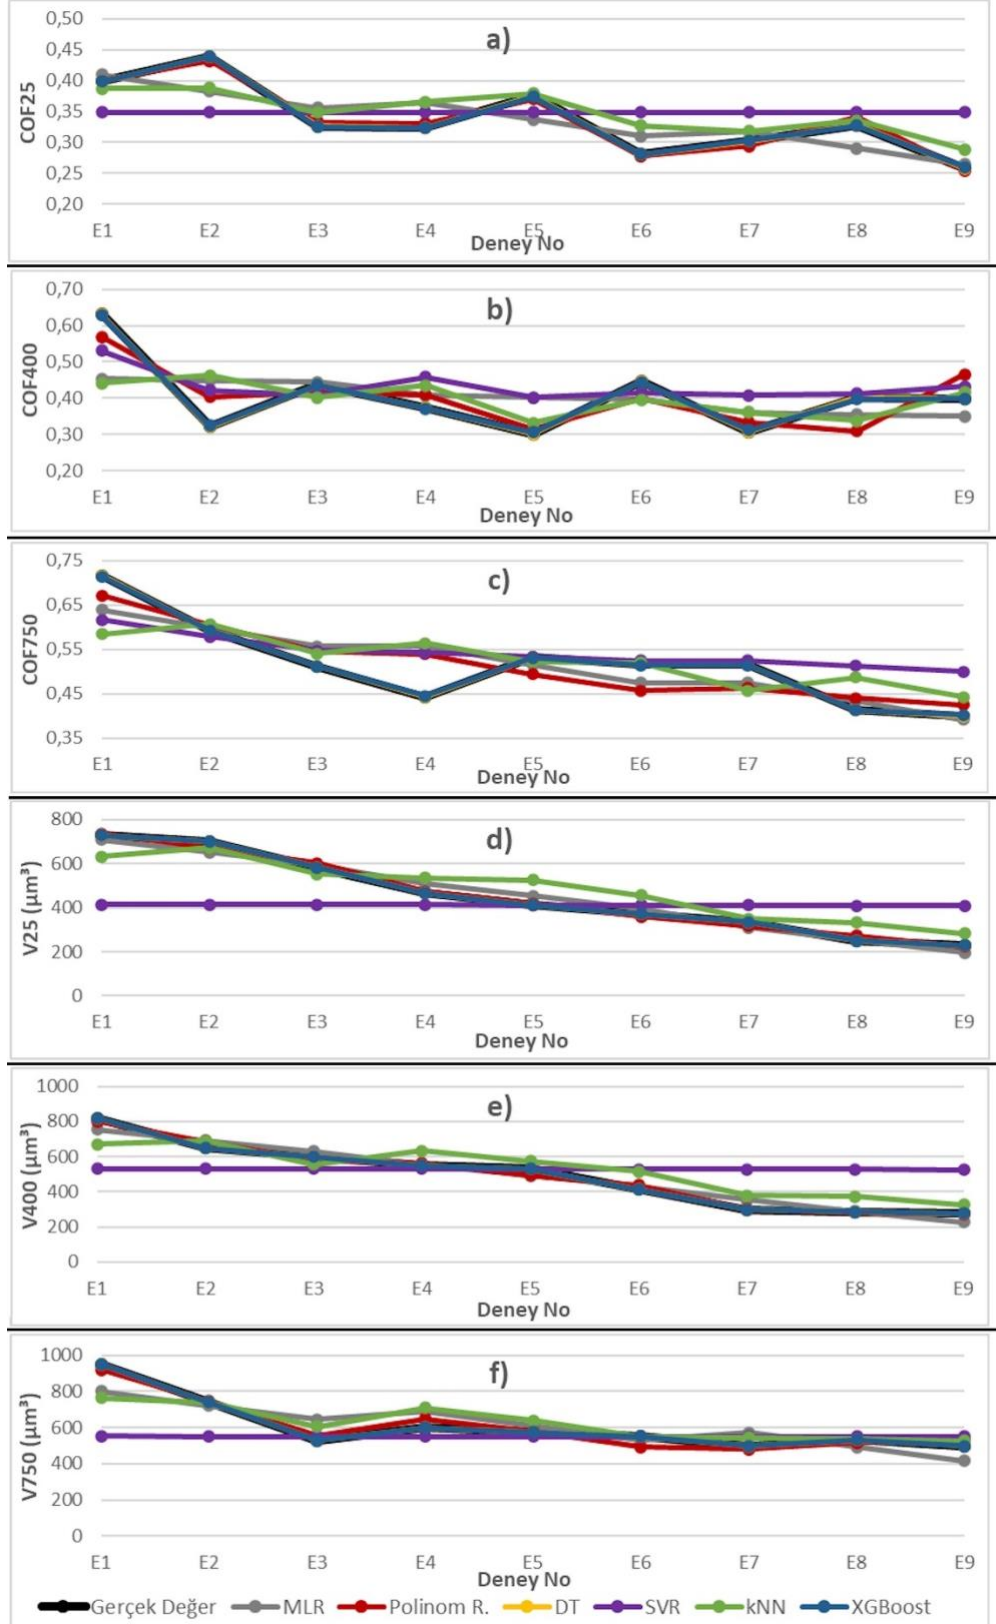 a)
COF25
0,50
0,45
0,40
0,35
0,30
0,25
0,20
E1 E2 E3 E4 E5 E6 E7 E8 E9
Deney No
b)
COF400
0,70
0,60
0,50
0,40
0,30
0,20
E1 E2 E3 E4 E5 E6 E7 E8 E9
Deney No
c)
COF750
0,75
0,65
0,55
0,45
0,35
E1 E2 E3 E4 E5 E6 E7 E8 E9
Deney No
d)
V25 (µm³)
800
600
400
200
0
E1 E2 E3 E4 E5 E6 E7 E8 E9
Deney No
e)
V400 (µm³)
1000
800
600
400
200
0
E1 E2 E3 E4 E5 E6 E7 E8 E9
Deney No
f)
V750 (µm³)
1000
800
600
400
200
0
E1 E2 E3 E4 E5 E6 E7 E8 E9
Deney No
Gerçek Değer MLR Polinom R. DT SVR kNN XGBoost